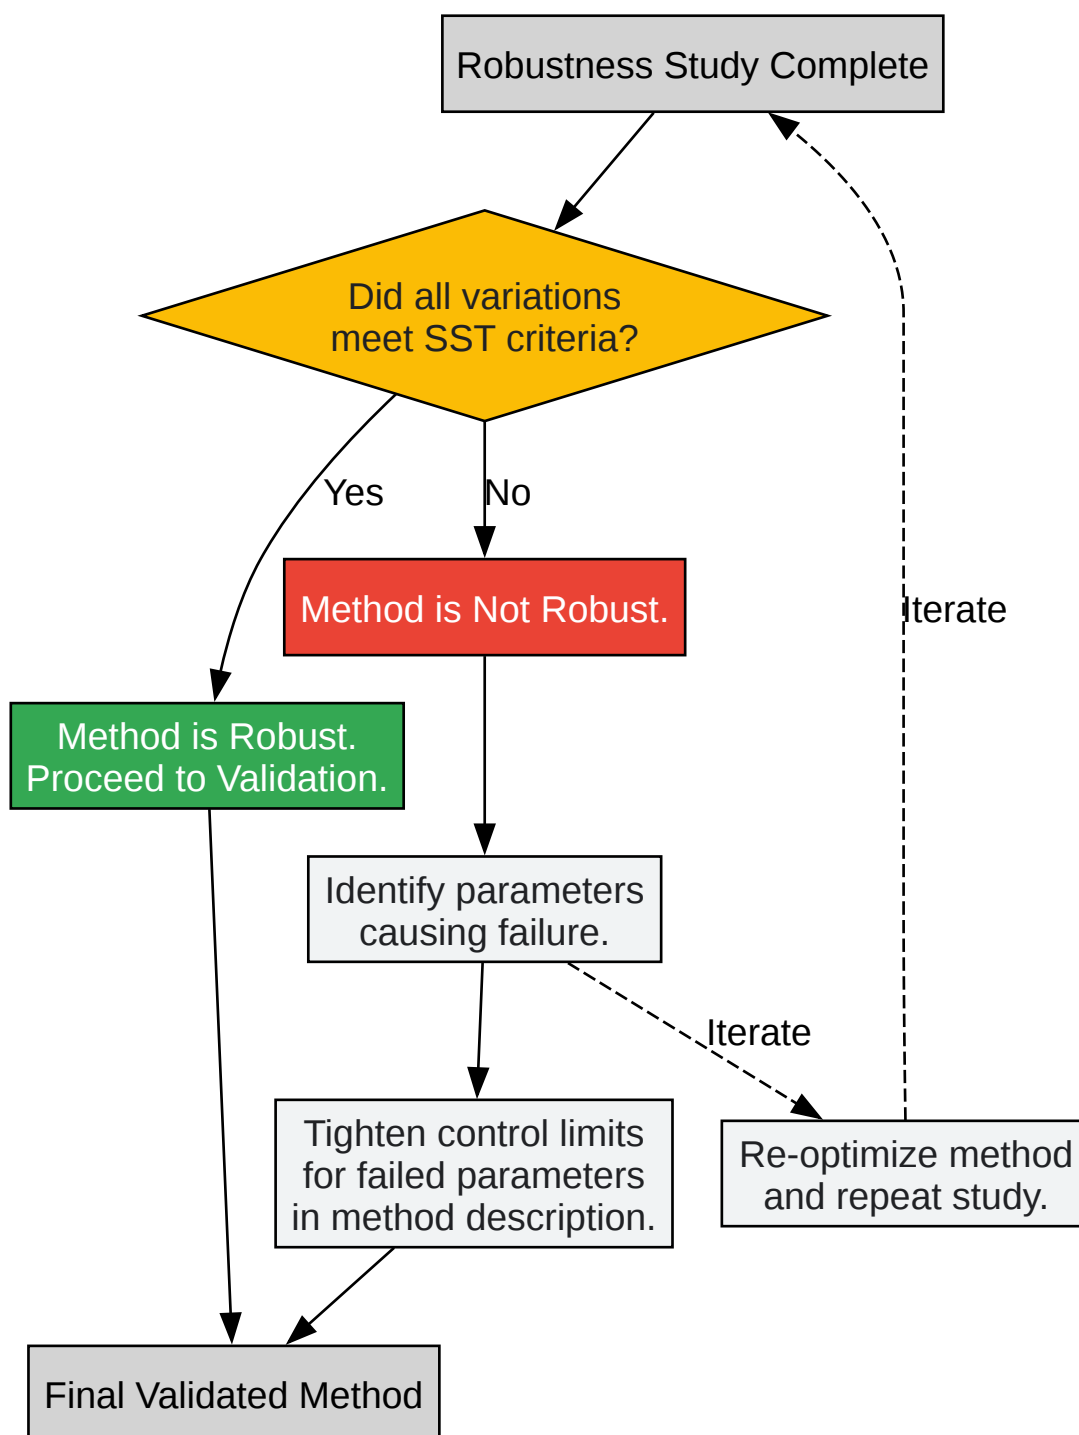 Robustness Study Complete
Did all variations
meet SST criteria?
Yes
No
Method is Not Robust.
Iterate
Method is Robust.
Proceed to Validation.
Identify parameters
causing failure.
Iterate
Tighten control limits
for failed parameters
in method description.
Re-optimize method
and repeat study.
Final Validated Method